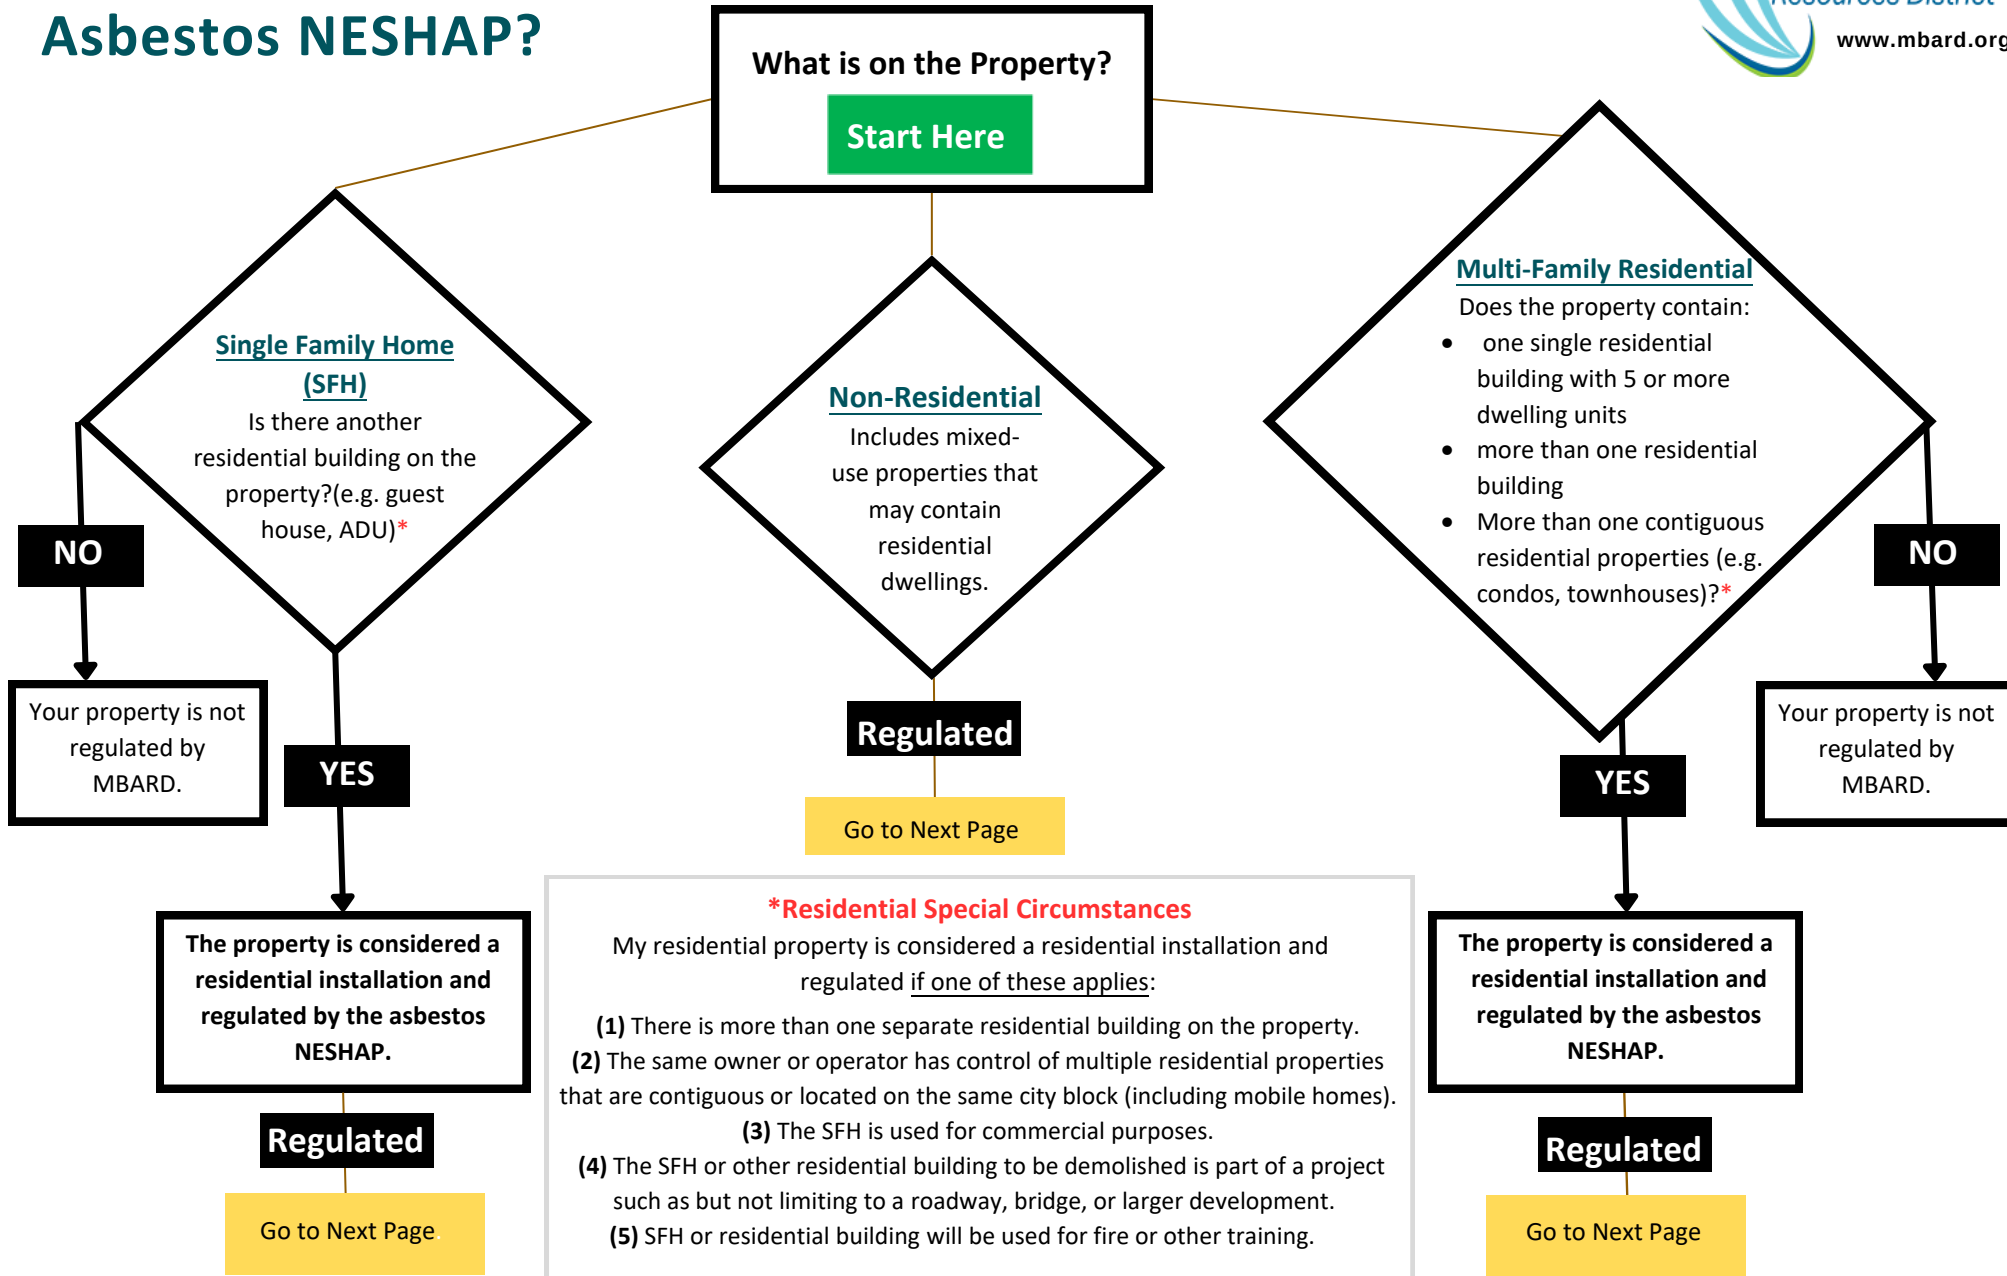 Asbestos NESHAP?
Resources District
www.mbard.org
What is on the Property?
Start Here
Single Family Home
(SFH)
Is there another
residential building on the
property?(e.g. guest
house, ADU)*
NO
Your property is not
regulated by
MBARD.
YES
The property is considered a
residential installation and
regulated by the asbestos
NESHAP.
Regulated
Go to Next Page.
Non-Residential
Includes mixed-
use properties that
may contain
residential
dwellings.
Regulated
Go to Next Page
Multi-Family Residential
Does the property contain:
• one single residential
building with 5 or more
dwelling units
• more than one residential
building
• More than one contiguous
residential properties (e.g.
condos, townhouses)?*
NO
Your property is not
regulated by
MBARD.
YES
The property is considered a
residential installation and
regulated by the asbestos
NESHAP.
Regulated
Go to Next Page
*Residential Special Circumstances
My residential property is considered a residential installation and
regulated if one of these applies:
(1) There is more than one separate residential building on the property.
(2) The same owner or operator has control of multiple residential properties
that are contiguous or located on the same city block (including mobile homes).
(3) The SFH is used for commercial purposes.
(4) The SFH or other residential building to be demolished is part of a project
such as but not limiting to a roadway, bridge, or larger development.
(5) SFH or residential building will be used for fire or other training.